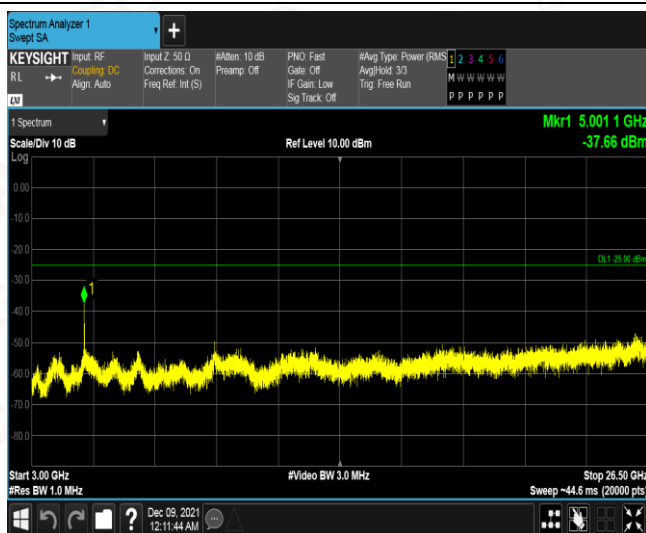 Spectrum Analyzer 1
Swept SA
+
KEYSIGHT Input: RF Input Z: 50 Ω #Atten: 10 dB PNO: Fast #Avg Type: Power (RMS 1 2 3 4 5 6
RL Coupling: DC Corrections: On Preamp: Off Gate: Off Avg|Hold: 3/3 M W W W W W
Align: Auto Freq Ref: Int (S) IF Gain: Low Trig: Free Run
LXI Sig Track: Off P P P P P P
1 Spectrum Mkr1 5.001 1 GHz
Scale/Div 10 dB Ref Level 10.00 dBm -37.66 dBm
Log
0.00
-10.0
-20.0
DL1 -25.00 dBm
-30.0
1
-40.0
-50.0
-60.0
-70.0
-80.0
Start 3.00 GHz #Video BW 3.0 MHz Stop 26.50 GHz
#Res BW 1.0 MHz Sweep ~44.6 ms (20000 pts)
? Dec 09, 2021
12:11:44 AM